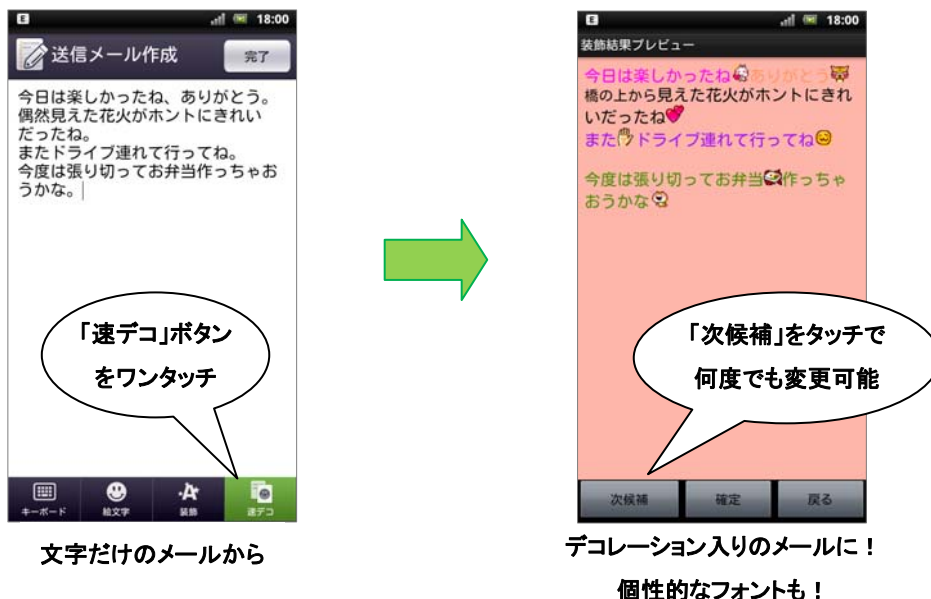 E 18:00
送信メール作成
完了
今日は楽しかったね、ありがとう。
偶然見えた花火がホントにきれい
だったね。
またドライブ連れて行ってね。
今度は張り切ってお弁当作っちゃお
うかな。
「速デコ」ボタン
をワンタッチ
キーボード 絵文字 装飾 速デコ
文字だけのメールから
E 18:00
装飾結果プレビュー
今日は楽しかったね ありがとう
橋の上から見えた花火がホントにきれ
いだったね
また ドライブ連れて行ってね
今度は張り切ってお弁当 作っちゃ
おうかな
「次候補」をタッチで
何度でも変更可能
次候補 確定 戻る
デコレーション入りのメールに!
個性的なフォントも!